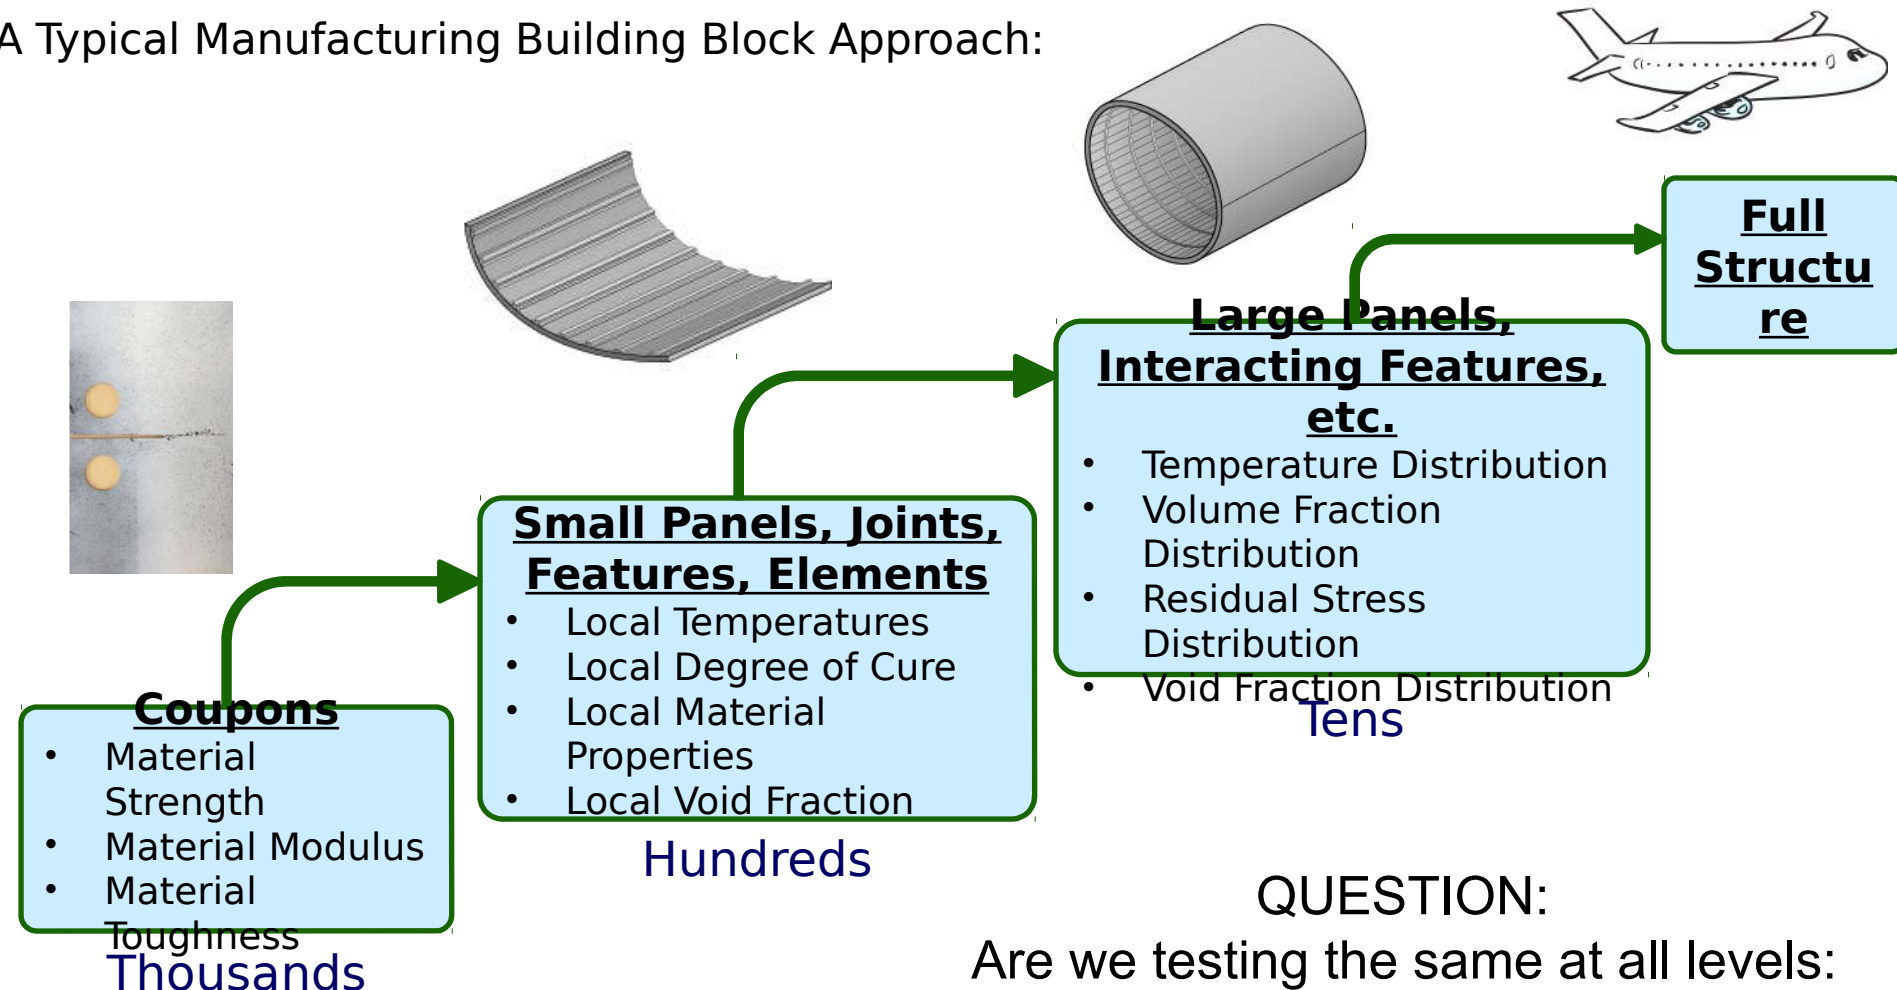 A Typical Manufacturing Building Block Approach:
Full
Structu
re
Large Panels,
Interacting Features,
etc.
• Temperature Distribution
• Volume Fraction
Distribution
• Residual Stress
Distribution
• Void Fraction Distribution
Tens
Small Panels, Joints,
Features, Elements
• Local Temperatures
• Local Degree of Cure
• Local Material
Properties
• Local Void Fraction
Hundreds
Coupons
• Material
Strength
• Material Modulus
• Material
Toughness
Thousands
QUESTION:
Are we testing the same at all levels: